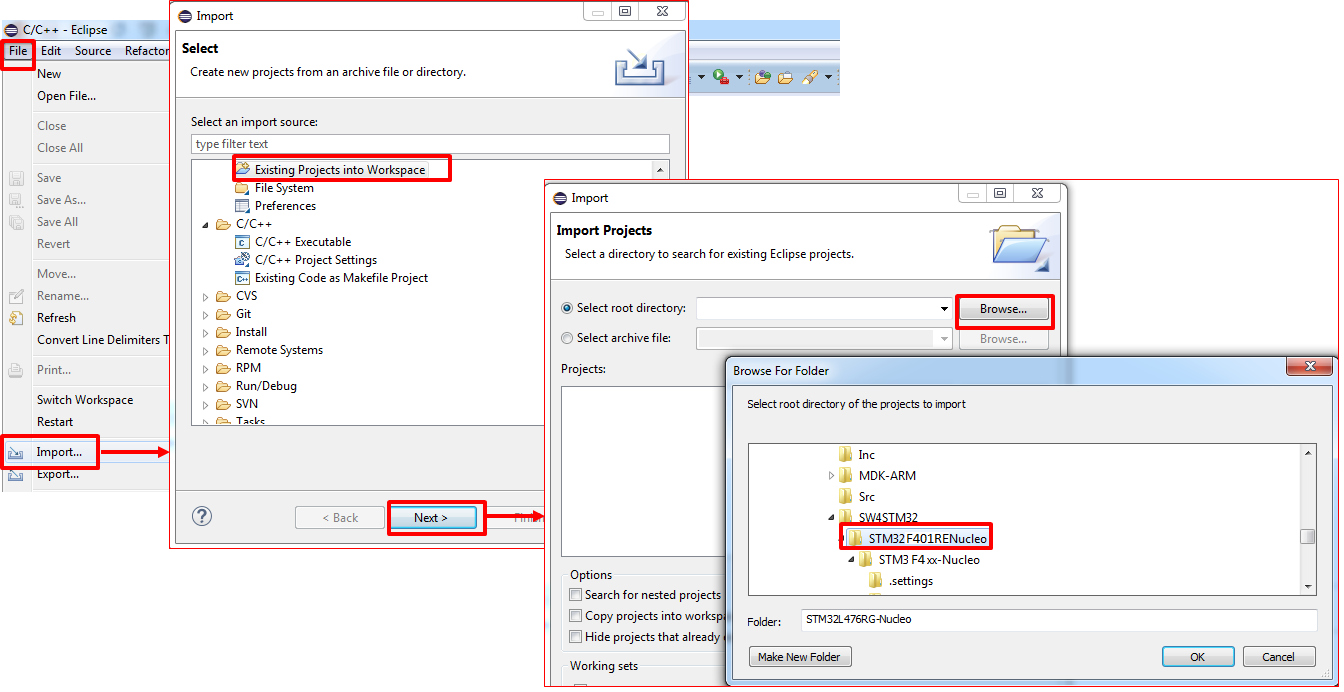 C/C++ - Eclipse
File Edit Source Refactor
New
Open File...
Close
Close All
Save
Save As...
Save All
Revert
Move...
Rename...
Refresh
Convert Line Delimiters T
Print...
Switch Workspace
Restart
Import...
Export...
Import
Select
Create new projects from an archive file or directory.
Select an import source:
type filter text
Existing Projects into Workspace
File System
Preferences
C/C++
C/C++ Executable
C/C++ Project Settings
Existing Code as Makefile Project
CVS
Git
Install
Remote Systems
RPM
Run/Debug
SVN
Tasks
< Back Next >
Import
Import Projects
Select a directory to search for existing Eclipse projects.
Select root directory: Browse...
Select archive file: Browse...
Projects:
Options
Search for nested projects
Copy projects into workspa
Hide projects that already
Working sets
Browse For Folder
Select root directory of the projects to import
Inc
MDK-ARM
Src
SW4STM32
STM32F401RENucleo
STM3 F4 xx-Nucleo
.settings
Folder: STM32L476RG-Nucleo
Make New Folder OK Cancel